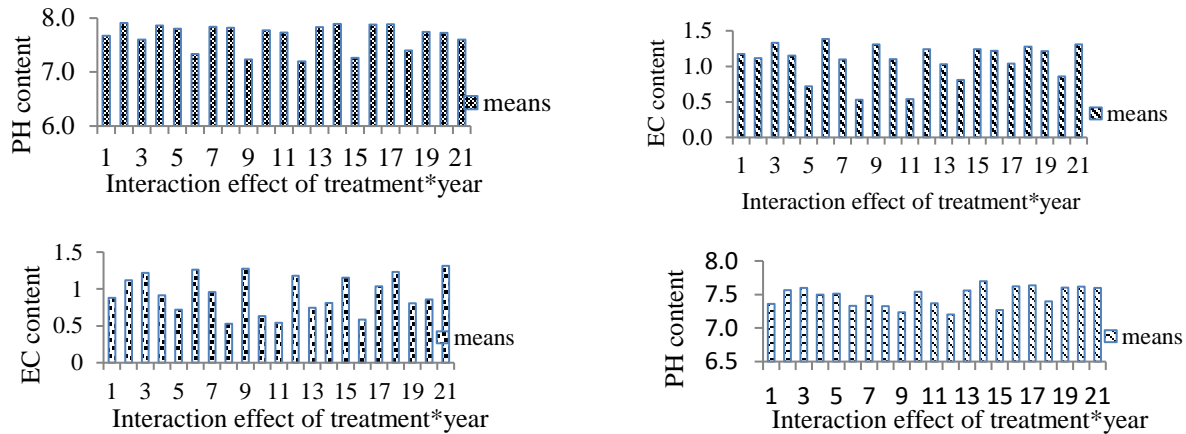 PH content
8.0
7.0
6.0
1 3 5 7 9 11 13 15 17 19 21
Interaction effect of treatment*year
means
EC content
1.5
1.0
0.5
0.0
1 3 5 7 9 11 13 15 17 19 21
Interaction effect of treatment*year
means
EC content
1.5
1
0.5
0
1 3 5 7 9 11 13 15 17 19 21
Interaction effect of treatment*year
means
PH content
8.0
7.5
7.0
6.5
1 3 5 7 9 11 13 15 17 19 21
Interaction effect of treatment*year
means